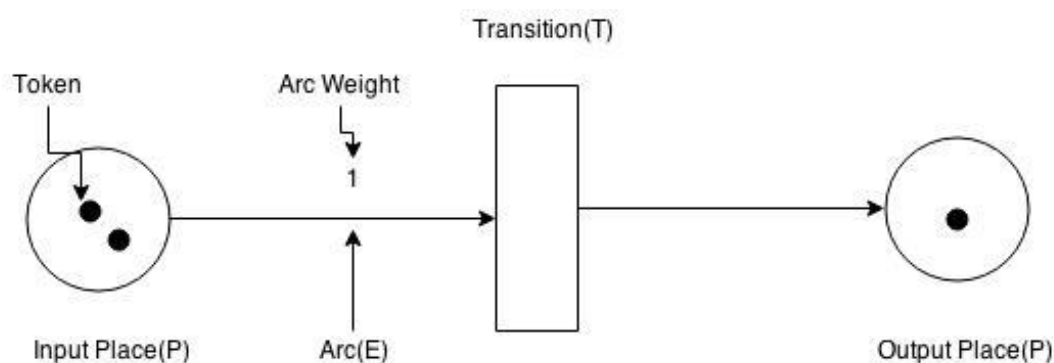 Transition(T)
Token
Arc Weight
1
Input Place(P)
Arc(E)
Output Place(P)